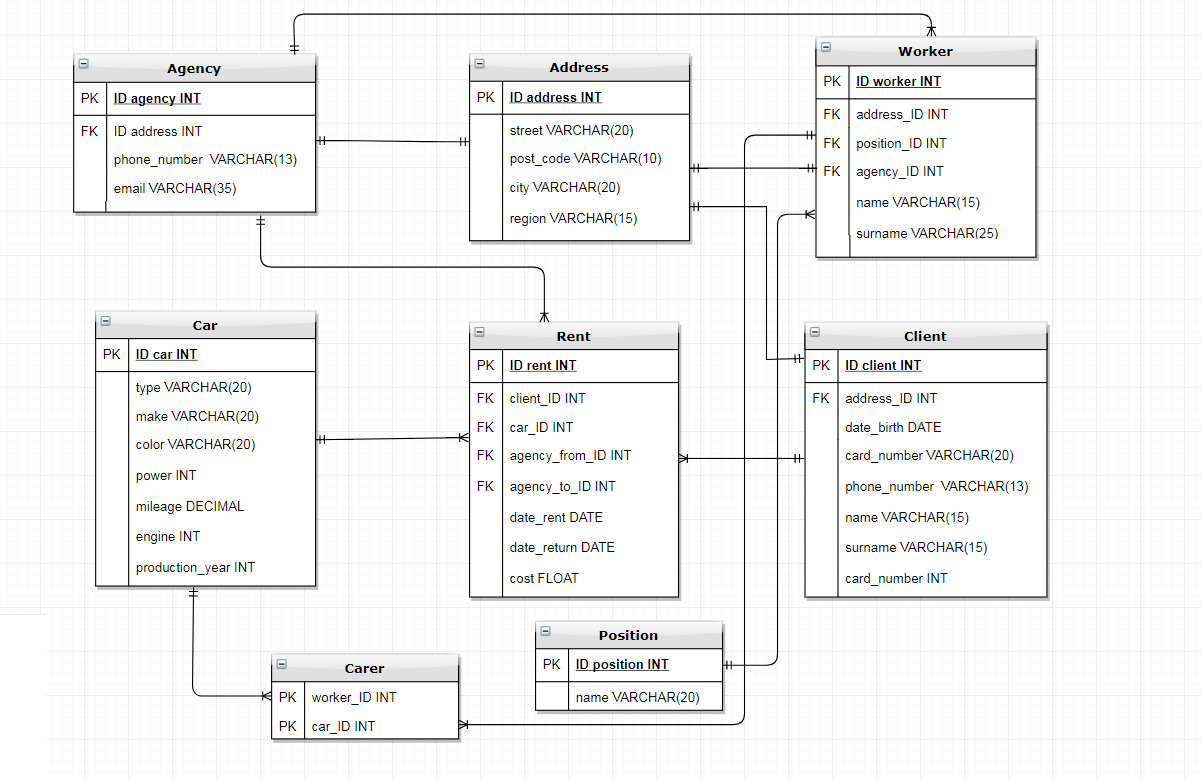 Agency
PK ID agency INT
FK ID address INT
phone_number VARCHAR(13)
email VARCHAR(35)
Address
PK ID address INT
street VARCHAR(20)
post_code VARCHAR(10)
city VARCHAR(20)
region VARCHAR(15)
Worker
PK ID worker INT
FK address_ID INT
FK position_ID INT
FK agency_ID INT
name VARCHAR(15)
surname VARCHAR(25)
Car
PK ID car INT
type VARCHAR(20)
make VARCHAR(20)
color VARCHAR(20)
power INT
mileage DECIMAL
engine INT
production_year INT
Rent
PK ID rent INT
FK client_ID INT
FK car_ID INT
FK agency_from_ID INT
FK agency_to_ID INT
date_rent DATE
date_return DATE
cost FLOAT
Client
PK ID client INT
FK address_ID INT
date_birth DATE
card_number VARCHAR(20)
phone_number VARCHAR(13)
name VARCHAR(15)
surname VARCHAR(15)
card_number INT
Position
PK ID position INT
name VARCHAR(20)
Carer
PK worker_ID INT
PK car_ID INT